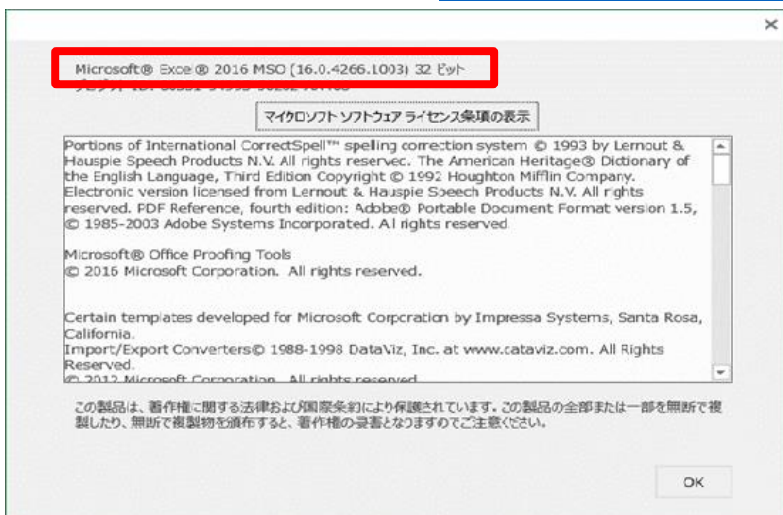 Microsoft® Excel® 2016 MSO (16.0.4266.1003) 32 ビット
マイクロソフト ソフトウェア ライセンス条項の表示
Portions of International CorrectSpell™ spelling correction system © 1993 by Lernout &
Hauspie Speech Products N.V. All rights reserved. The American Heritage® Dictionary of
the English Language, Third Edition Copyright © 1992 Houghton Mifflin Company.
Electronic version licensed from Lernout & Hauspie Speech Products N.V. All rights
reserved. PDF Reference, fourth edition: Adobe® Portable Document Format version 1.5,
© 1985-2003 Adobe Systems Incorporated. All rights reserved
Microsoft® Office Proofing Tools
© 2016 Microsoft Corporation. All rights reserved.
Certain templates developed for Microsoft Corporation by Impressa Systems, Santa Rosa,
California.
Import/Export Converters© 1988-1998 DataViz, Inc. at www.dataviz.com. All Rights
Reserved.
© 2012 Microsoft Corporation. All rights reserved.
この製品は、著作権に関する法律および国際条約により保護されています。この製品の全部または一部を無断で複
製したり、無断で複製物を頒布すると、著作権の侵害となりますのでご注意ください。
OK